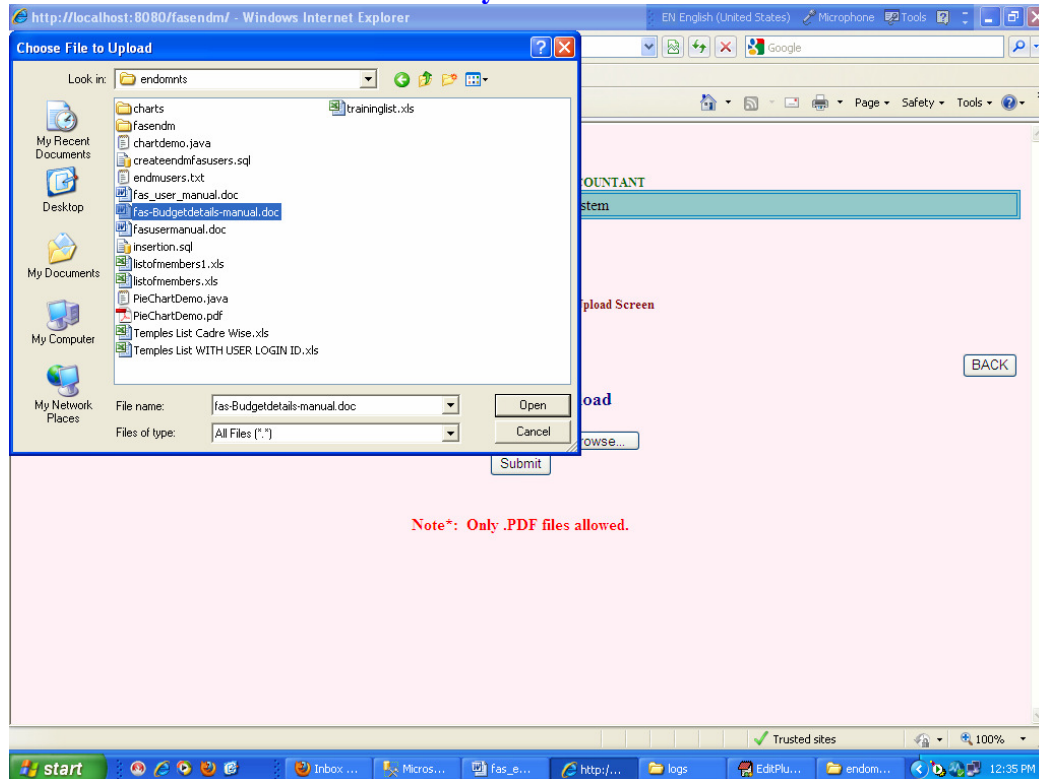 http://localhost:8080/fasendm/ - Windows Internet Explorer
EN English (United States) Microphone Tools
Choose File to Upload
Google
Look in: endomnts
Page Safety Tools
My Recent Documents
Desktop
My Documents
My Computer
My Network Places
charts
fasendm
chartdemo.java
createendmfasusers.sql
endmusers.txt
fas_user_manual.doc
fas-Budgetdetails-manual.doc
fasusermanual.doc
insertion.sql
listofmembers1.xls
listofmembers.xls
PieChartDemo.java
PieChartDemo.pdf
Temples List Cadre Wise.xls
Temples List WITH USER LOGIN ID.xls
traininglist.xls
File name: fas-Budgetdetails-manual.doc Open
Files of type: All Files (*.*) Cancel
OUNTANT
stem
pload Screen
BACK
oad
rowse...
Submit
Note*: Only .PDF files allowed.
Trusted sites 100%
start Inbox ... Micros... fas_e... http:/... logs EditPlu... endom... 12:35 PM